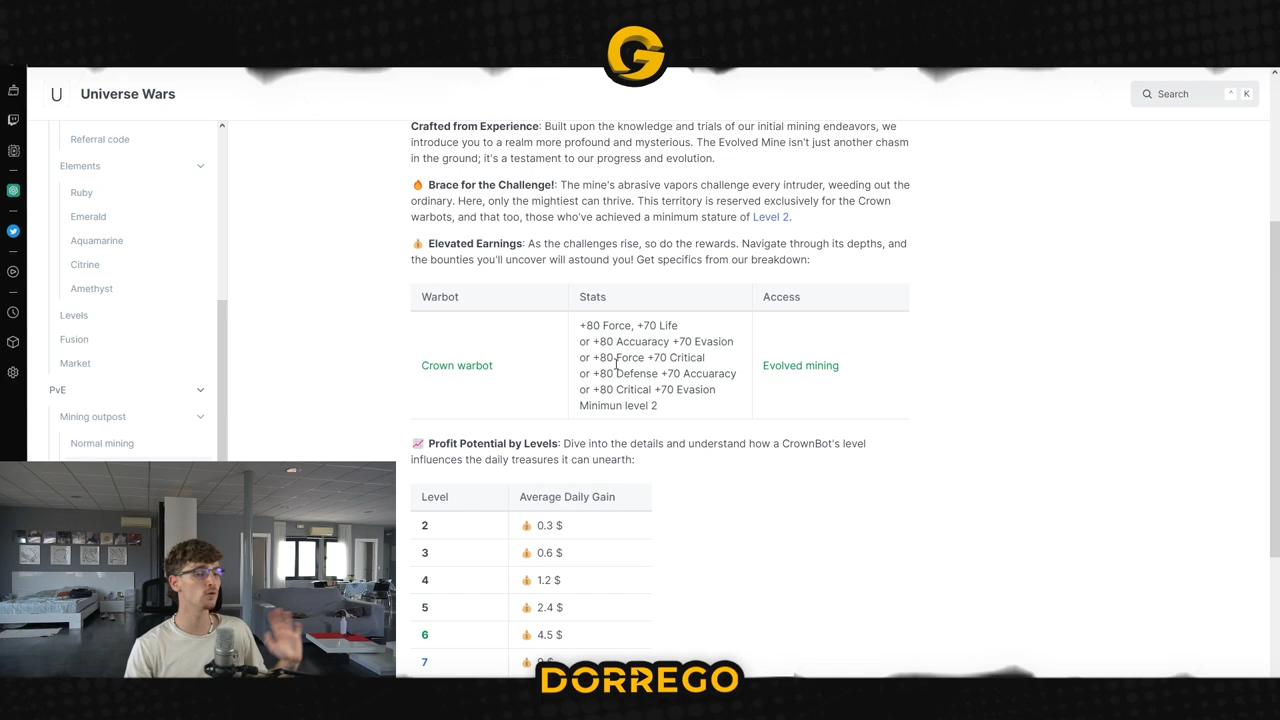 G
U
Universe Wars
Search
^
K
Referral code
Elements
Ruby
Emerald
Aquamarine
Citrine
Amethyst
Levels
Fusion
Market
PvE
Mining outpost
Normal mining
Crafted from Experience: Built upon the knowledge and trials of our initial mining endeavors, we
introduce you to a realm more profound and mysterious. The Evolved Mine isn't just another chasm
in the ground; it's a testament to our progress and evolution.
🔥 Brace for the Challenge!: The mine's abrasive vapors challenge every intruder, weeding out the
ordinary. Here, only the mightiest can thrive. This territory is reserved exclusively for the Crown
warbots, and that too, those who've achieved a minimum stature of Level 2.
💰 Elevated Earnings: As the challenges rise, so do the rewards. Navigate through its depths, and
the bounties you'll uncover will astound you! Get specifics from our breakdown:
Warbot
Stats
Access
Crown warbot
+80 Force, +70 Life
or +80 Accuaracy +70 Evasion
or +80 Force +70 Critical
or +80 Defense +70 Accuaracy
or +80 Critical +70 Evasion
Minimun level 2
Evolved mining
📈 Profit Potential by Levels: Dive into the details and understand how a CrownBot's level
influences the daily treasures it can unearth:
Level
Average Daily Gain
2 💰 0.3 $
3 💰 0.6 $
4 💰 1.2 $
5 💰 2.4 $
6 💰 4.5 $
7
DORREGO